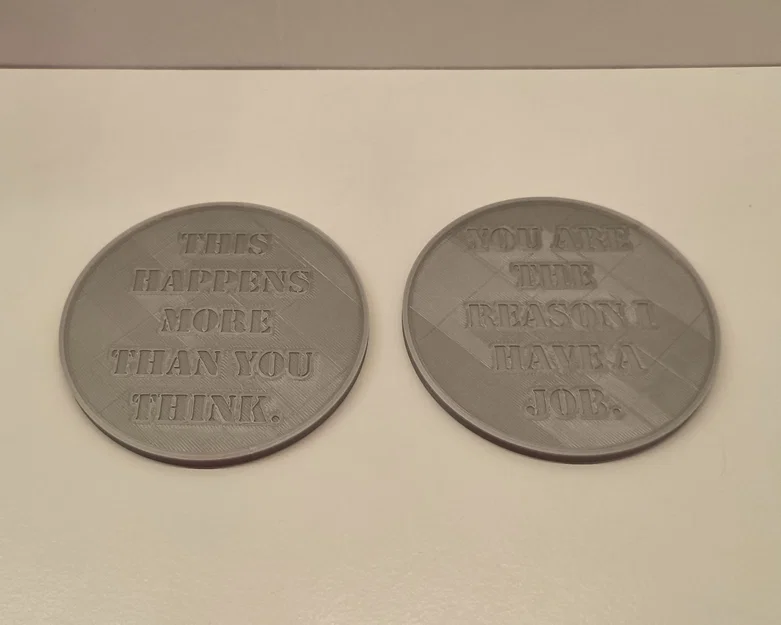 THIS
HAPPENS
MORE
THAN YOU
THINK.
YOU ARE
THE
REASON I
HAVE A
JOB.